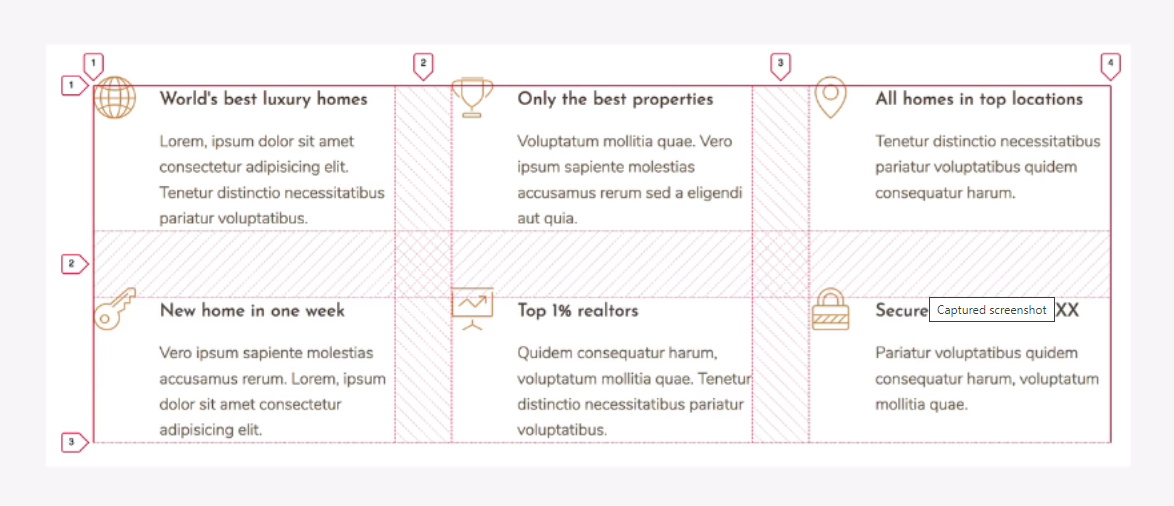 1
2
3
4
1
World's best luxury homes
Only the best properties
All homes in top locations
Lorem, ipsum dolor sit amet
consectetur adipisicing elit.
Tenetur distinctio necessitatibus
pariatur voluptatibus.
Voluptatum mollitia quae. Vero
ipsum sapiente molestias
accusamus rerum sed a eligendi
aut quia.
Tenetur distinctio necessitatibus
pariatur voluptatibus quidem
consequatur harum.
2
New home in one week
Top 1% realtors
Secure
Captured screenshot
XX
Vero ipsum sapiente molestias
accusamus rerum. Lorem, ipsum
dolor sit amet consectetur
adipisicing elit.
Quidem consequatur harum,
voluptatum mollitia quae. Tenetur
distinctio necessitatibus pariatur
voluptatibus.
Pariatur voluptatibus quidem
consequatur harum, voluptatum
mollitia quae.
3